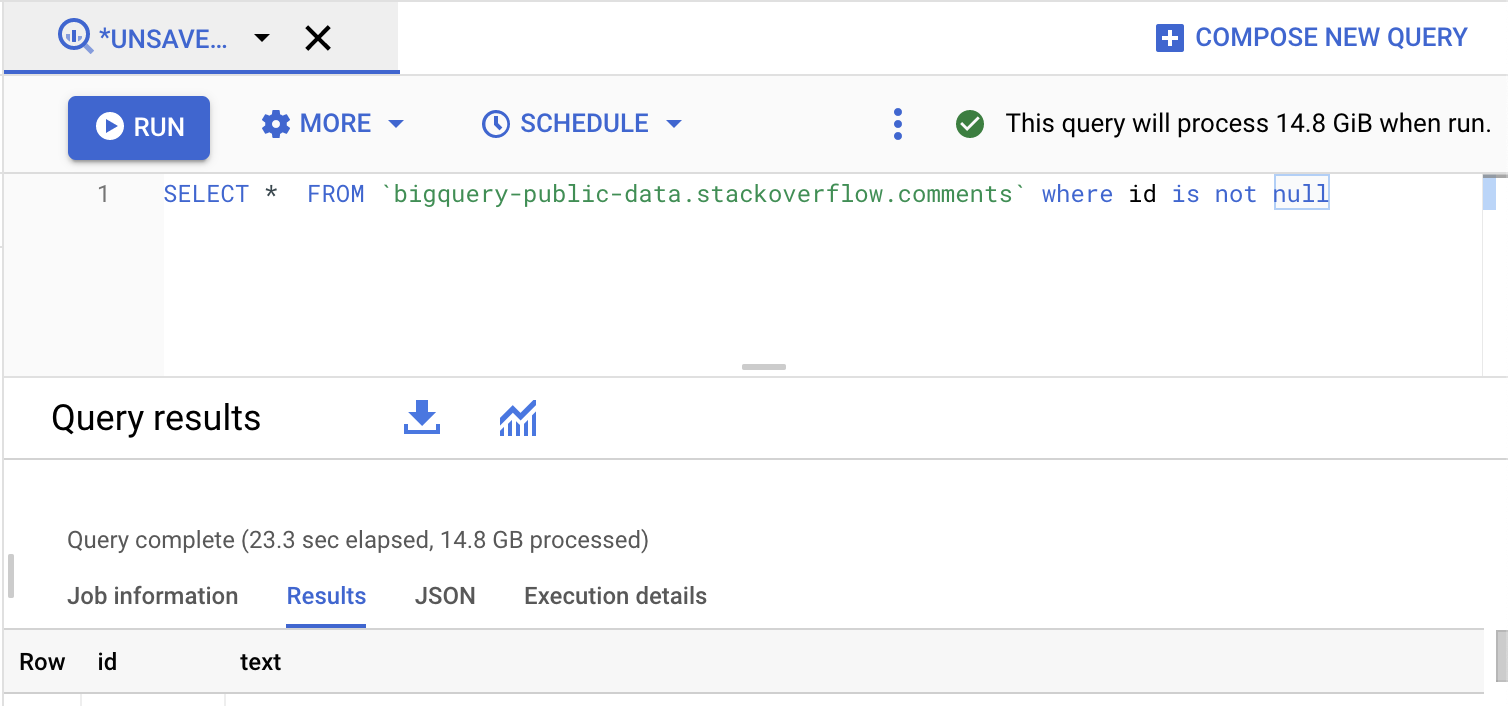 *UNSAVE...
COMPOSE NEW QUERY
RUN MORE SCHEDULE This query will process 14.8 GiB when run.
1 SELECT *  FROM `bigquery-public-data.stackoverflow.comments` where id is not null
Query results
Query complete (23.3 sec elapsed, 14.8 GB processed)
Job information Results JSON Execution details
Row id text